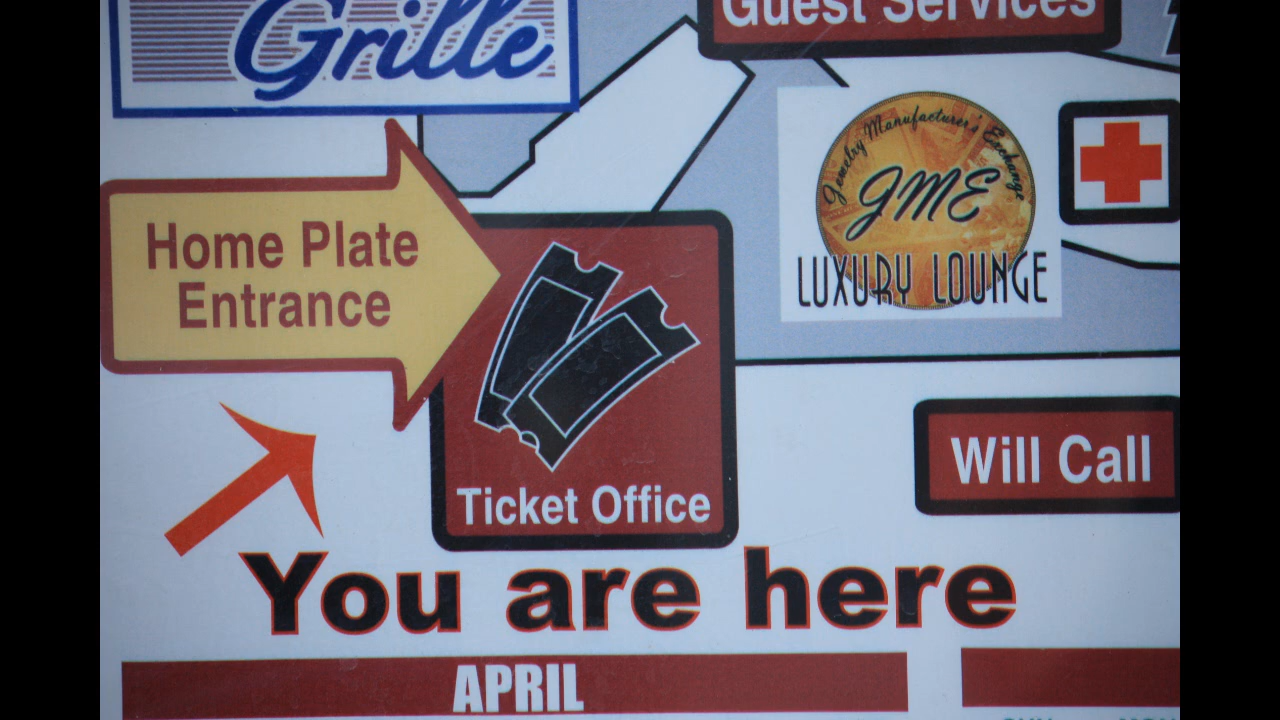 Grille
Guest Services
Jewelry Manufacturer's Exchange
JME
LUXURY LOUNGE
Home Plate
Entrance
Ticket Office
Will Call
You are here
APRIL